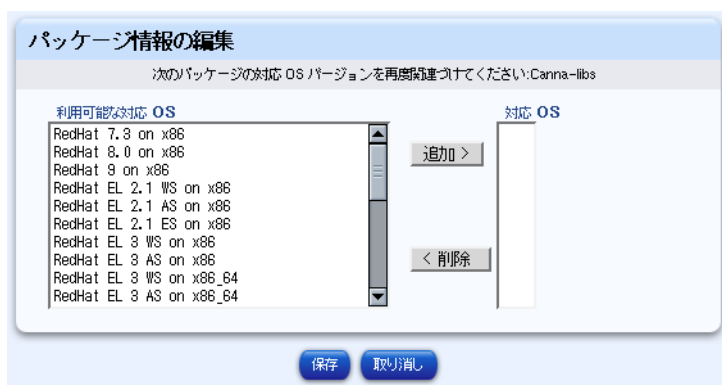 パッケージ情報の編集
次のパッケージの対応 OS バージョンを再度関連づけてください:Canna-libs
利用可能な対応 OS
対応 OS
RedHat 7.3 on x86
RedHat 8.0 on x86
RedHat 9 on x86
RedHat EL 2.1 WS on x86
RedHat EL 2.1 AS on x86
RedHat EL 2.1 ES on x86
RedHat EL 3 WS on x86
RedHat EL 3 AS on x86
RedHat EL 3 WS on x86_64
RedHat EL 3 AS on x86_64
追加 >
< 削除
保存
取り消し